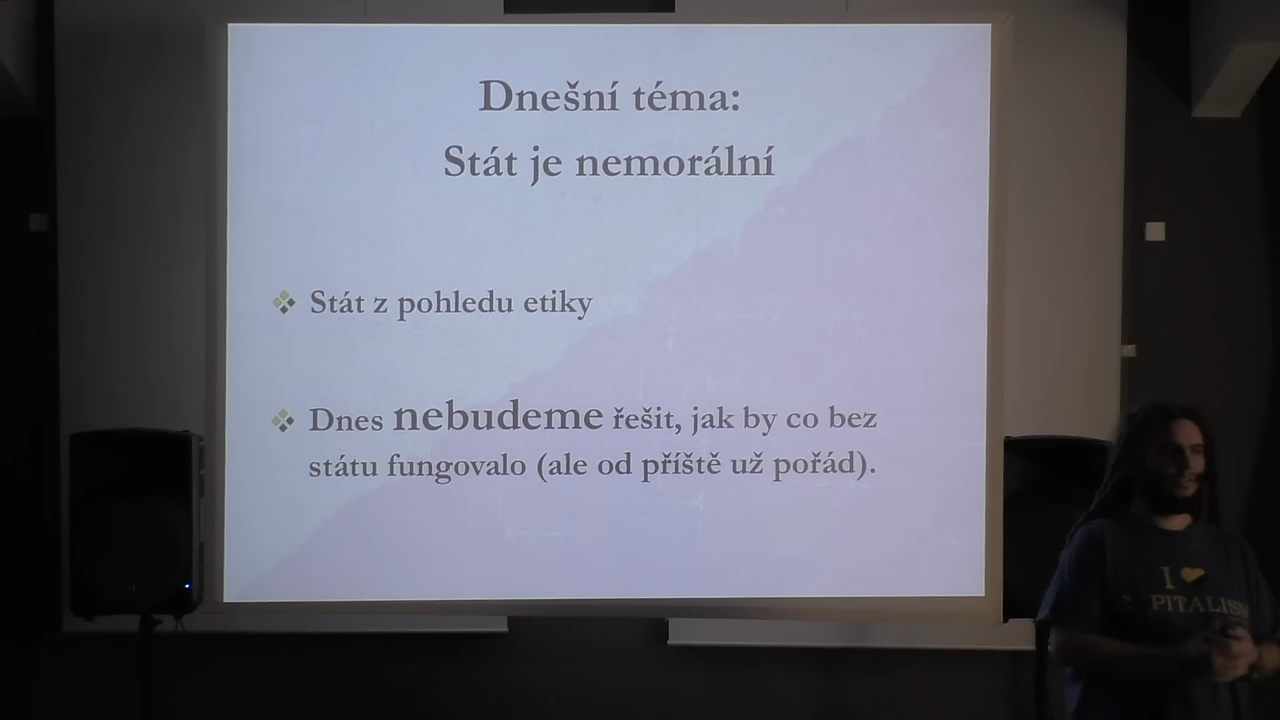 Dnešní téma:
Stát je nemorální
Stát z pohledu etiky
Dnes nebudeme řešit, jak by co bez
státu fungovalo (ale od příště už pořád).
I